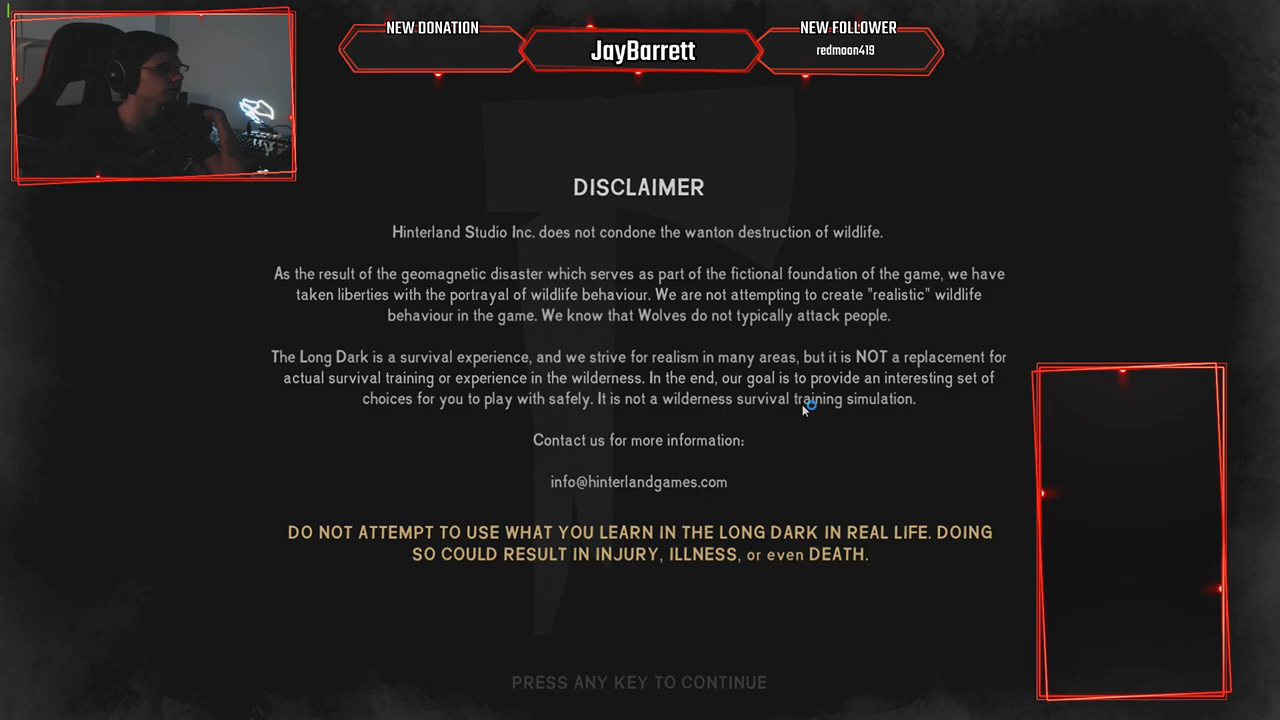 NEW DONATION
JayBarrett
NEW FOLLOWER
redmoon419
DISCLAIMER
Hinterland Studio Inc. does not condone the wanton destruction of wildlife.
As the result of the geomagnetic disaster which serves as part of the fictional foundation of the game, we have
taken liberties with the portrayal of wildlife behaviour. We are not attempting to create "realistic" wildlife
behaviour in the game. We know that Wolves do not typically attack people.
The Long Dark is a survival experience, and we strive for realism in many areas, but it is NOT a replacement for
actual survival training or experience in the wilderness. In the end, our goal is to provide an interesting set of
choices for you to play with safely. It is not a wilderness survival training simulation.
Contact us for more information:
info@hinterlandgames.com
DO NOT ATTEMPT TO USE WHAT YOU LEARN IN THE LONG DARK IN REAL LIFE. DOING
SO COULD RESULT IN INJURY, ILLNESS, or even DEATH.
PRESS ANY KEY TO CONTINUE